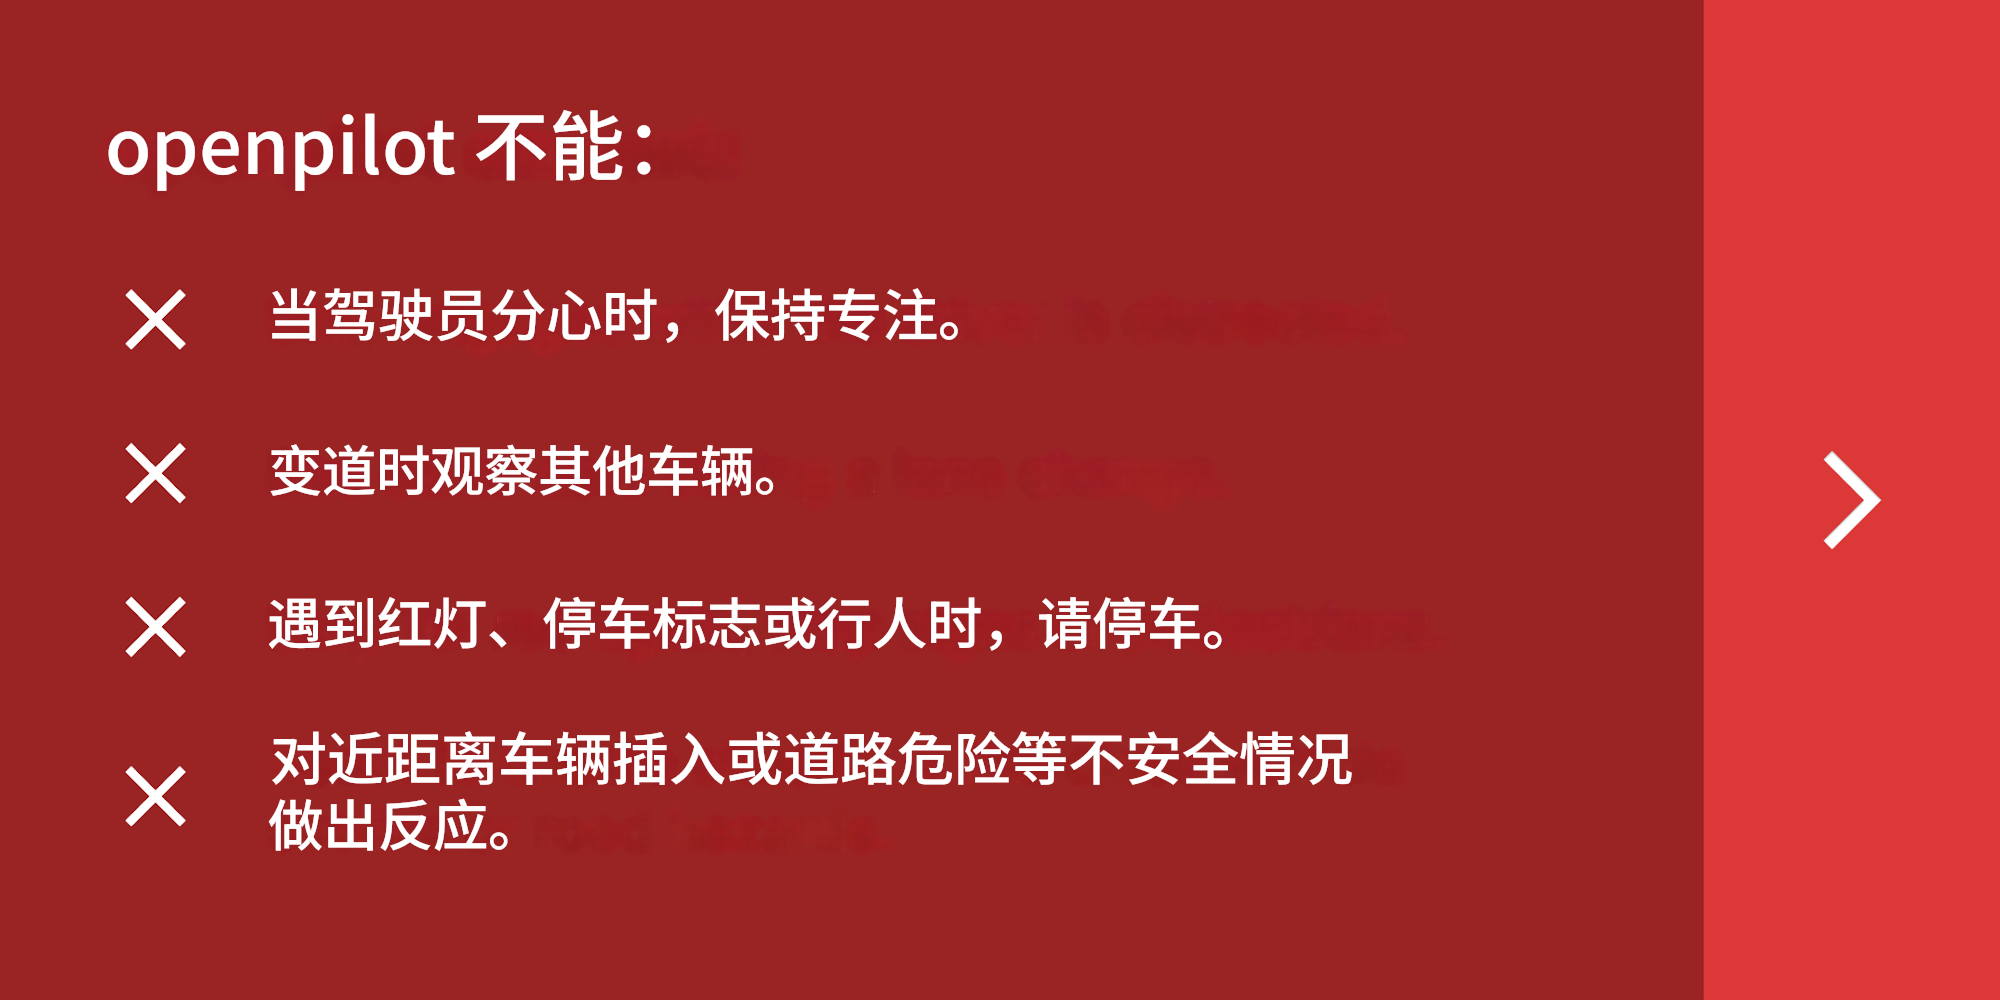 openpilot 不能：
当驾驶员分心时，保持专注。
变道时观察其他车辆。
遇到红灯、停车标志或行人时，请停车。
对近距离车辆插入或道路危险等不安全情况
做出反应。